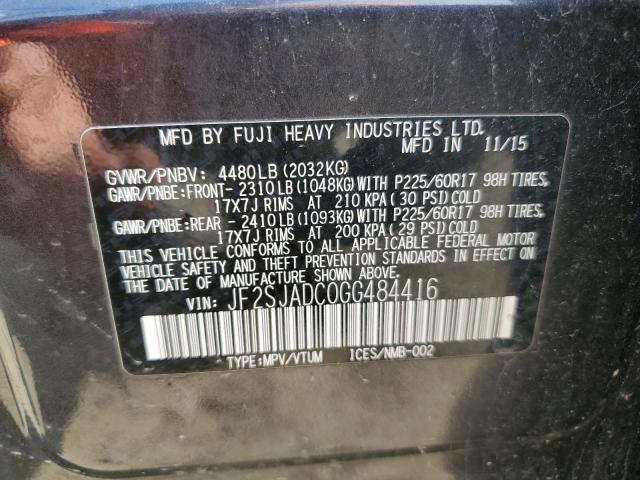 MFD BY FUJI HEAVY INDUSTRIES LTD.
MFD IN 11/15
GVWR/PNBV: 4480LB (2032KG)
GAWR/PNBE:FRONT- 2310LB (1048KG) WITH P225/60R17 98H TIRES,
17X7J RIMS AT 210 KPA (30 PSI) COLD
GAWR/PNBE:REAR -2410LB (1093KG) WITH P225/60R17 98H TIRES,
17X7J RIMS AT 200 KPA (29 PSI) COLD
THIS VEHICLE CONFORMS TO ALL APPLICABLE FEDERAL MOTOR
VEHICLE SAFETY AND THEFT PREVENTION STANDARDS IN EFFECT ON
THE DATE OF MANUFACTURE SHOWN ABOVE.
VIN: JF2SJADC0GG484416
TYPE:MPV/VTUM ICES/NMB-002